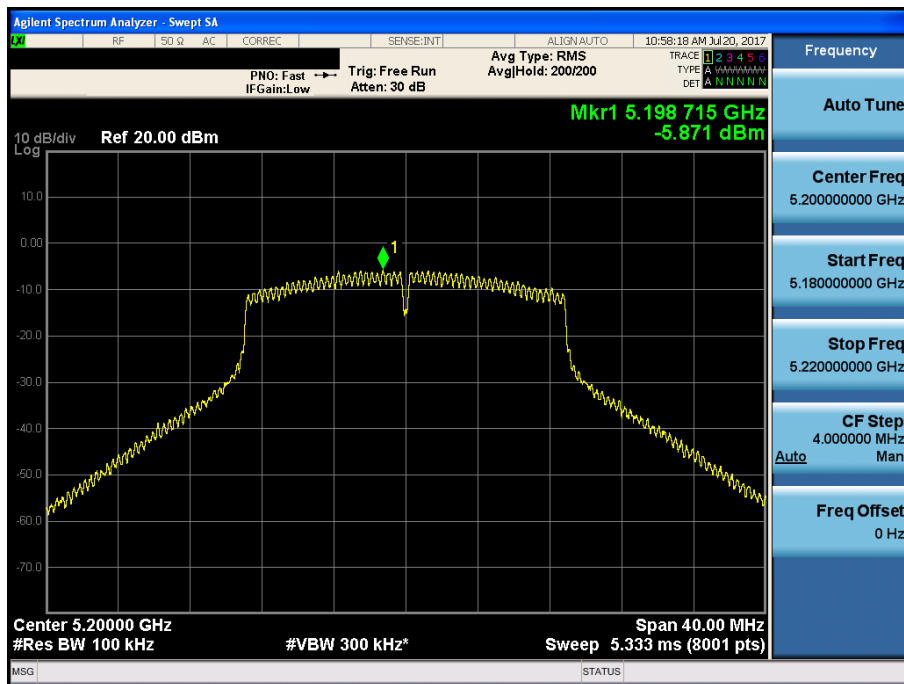 Agilent Spectrum Analyzer - Swept SA
LXI RF 50 Ω AC CORREC SENSE:INT ALIGN AUTO 10:58:18 AM Jul 20, 2017
Frequency
PNO: Fast Trig: Free Run Avg Type: RMS TRACE 1 2 3 4 5 6
IFGain:Low Atten: 30 dB Avg|Hold: 200/200 TYPE A WWWWW
DET A N N N N N
Auto Tune
Mkr1 5.198 715 GHz
-5.871 dBm
10 dB/div Ref 20.00 dBm
Log
10.0
0.00
-10.0
-20.0
-30.0
-40.0
-50.0
-60.0
-70.0
1
Center Freq
5.200000000 GHz
Start Freq
5.180000000 GHz
Stop Freq
5.220000000 GHz
CF Step
4.000000 MHz
Auto Man
Freq Offset
0 Hz
Center 5.20000 GHz Span 40.00 MHz
#Res BW 100 kHz #VBW 300 kHz* Sweep 5.333 ms (8001 pts)
MSG STATUS